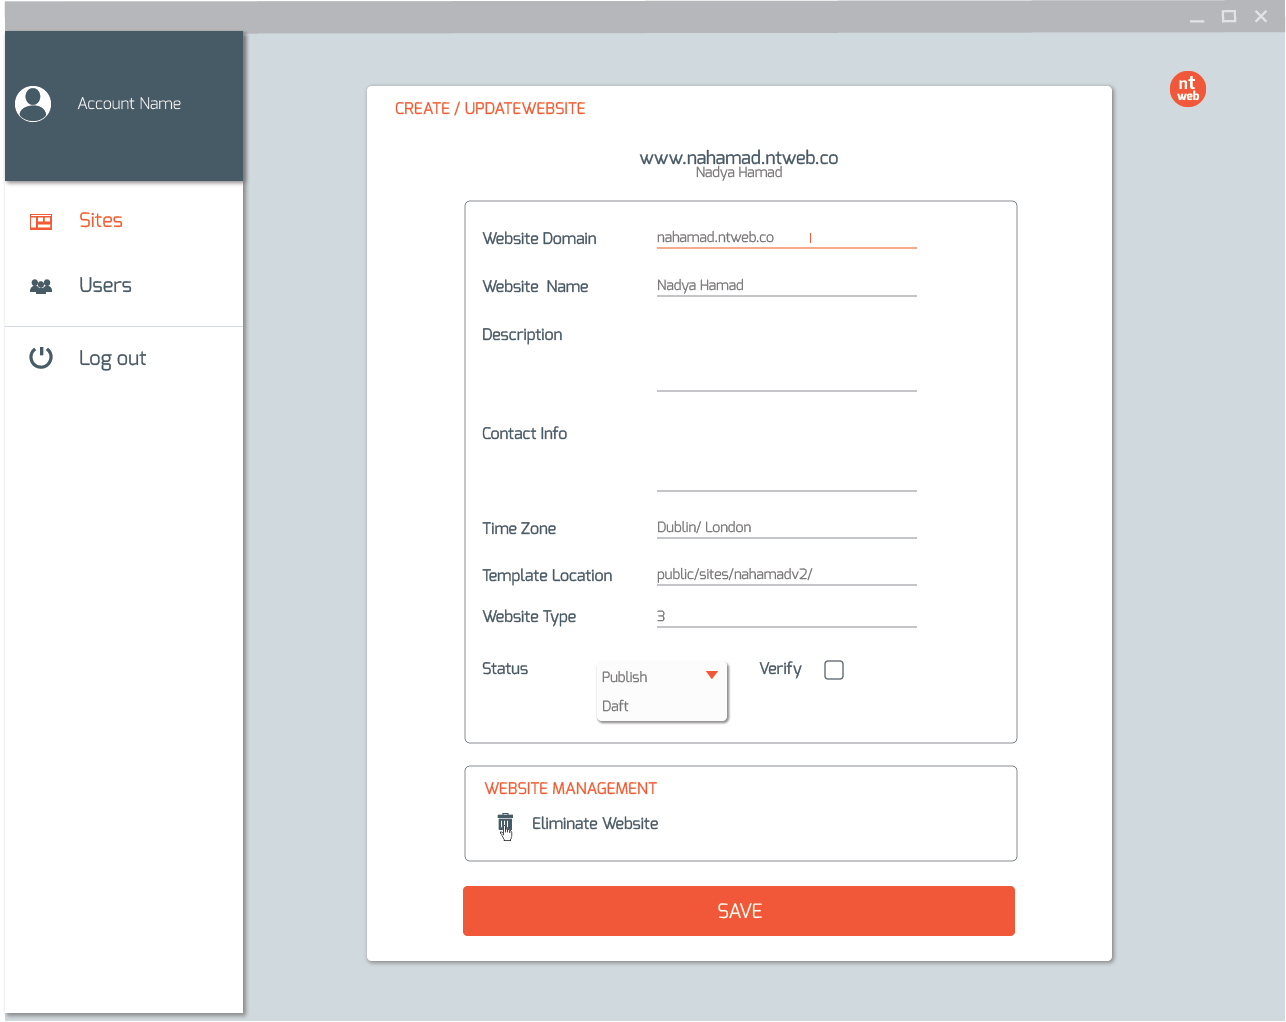 Account Name
nt
web
CREATE / UPDATEWEBSITE
www.nahamad.ntweb.co
Nadya Hamad
Sites
Users
Log out
Website Domain nahamad.ntweb.co
Website Name Nadya Hamad
Description
Contact Info
Time Zone Dublin/ London
Template Location public/sites/nahamadv2/
Website Type 3
Status Publish Verify
Daft
WEBSITE MANAGEMENT
Eliminate Website
SAVE